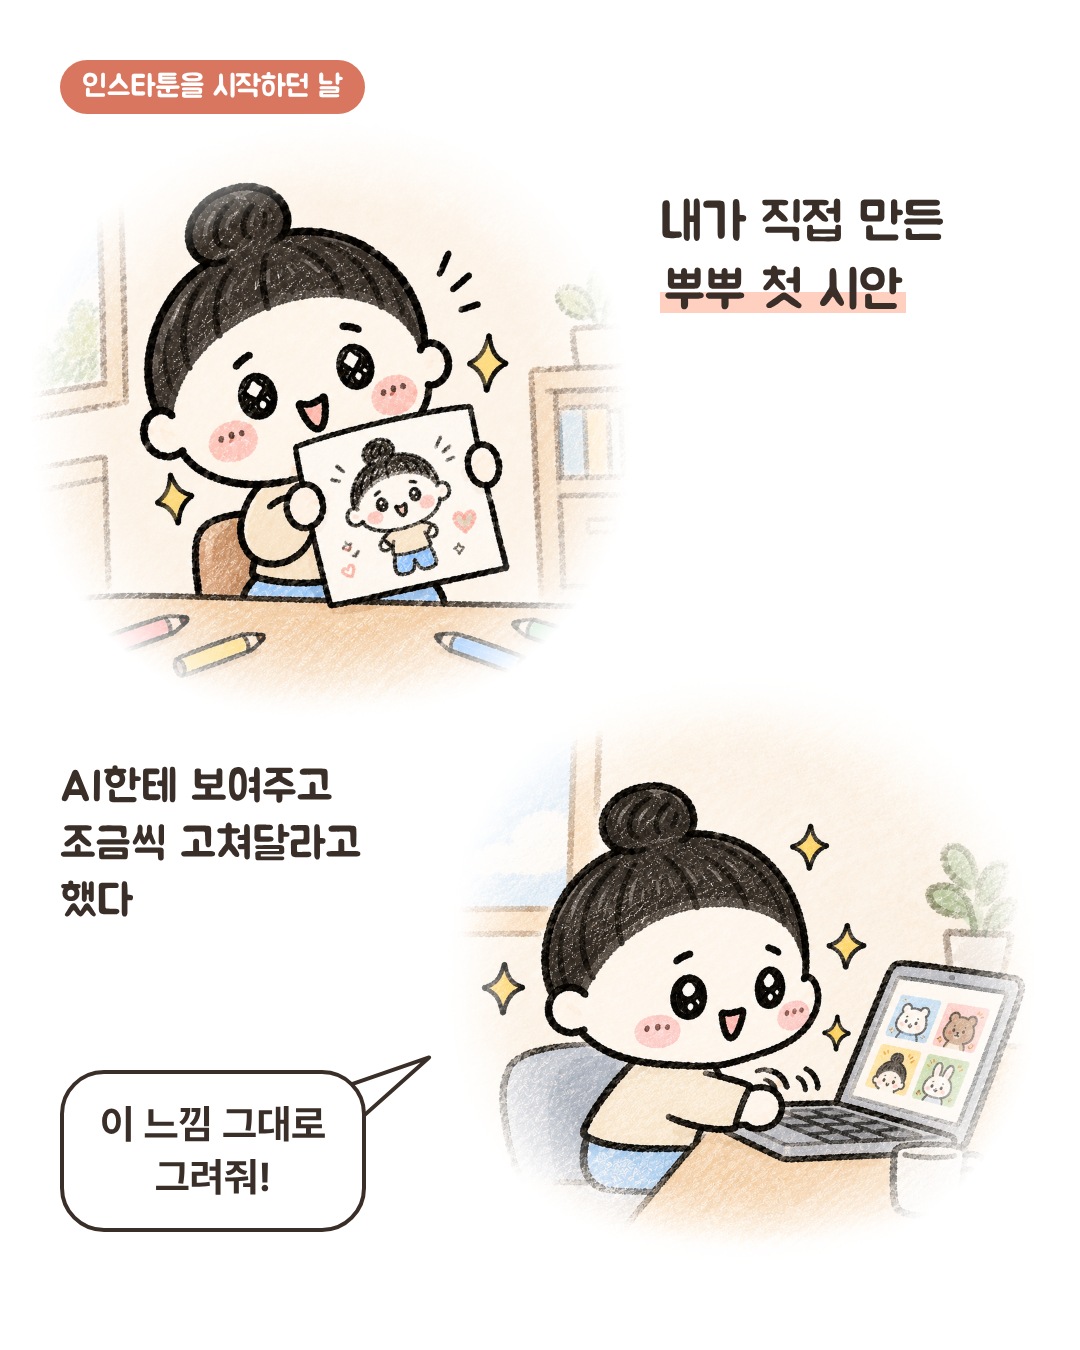 인스타툰을 시작하던 날
내가 직접 만든
뿌뿌 첫 시안
AI한테 보여주고
조금씩 고쳐달라고
했다
이 느낌 그대로
그려줘!